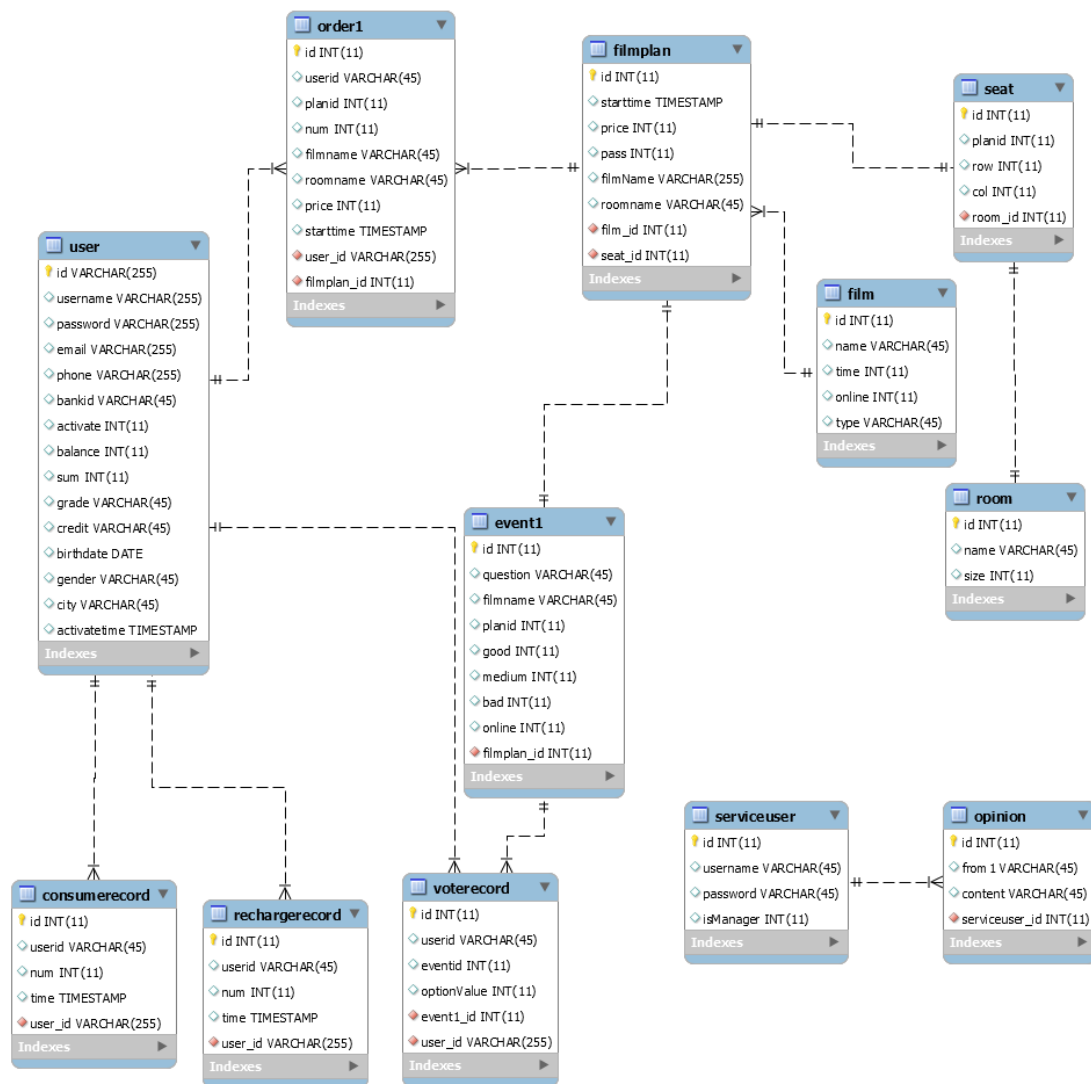 order1
id INT(11)
userid VARCHAR(45)
planid INT(11)
num INT(11)
filmname VARCHAR(45)
roomname VARCHAR(45)
price INT(11)
starttime TIMESTAMP
user_id VARCHAR(255)
filmplan_id INT(11)
Indexes
filmplan
id INT(11)
starttime TIMESTAMP
price INT(11)
pass INT(11)
filmName VARCHAR(255)
roomname VARCHAR(45)
film_id INT(11)
seat_id INT(11)
Indexes
seat
id INT(11)
planid INT(11)
row INT(11)
col INT(11)
room_id INT(11)
Indexes
user
id VARCHAR(255)
username VARCHAR(255)
password VARCHAR(255)
email VARCHAR(255)
phone VARCHAR(255)
bankid VARCHAR(45)
activate INT(11)
balance INT(11)
sum INT(11)
grade VARCHAR(45)
credit VARCHAR(45)
birthdate DATE
gender VARCHAR(45)
city VARCHAR(45)
activatetime TIMESTAMP
Indexes
film
id INT(11)
name VARCHAR(45)
time INT(11)
online INT(11)
type VARCHAR(45)
Indexes
room
id INT(11)
name VARCHAR(45)
size INT(11)
Indexes
event1
id INT(11)
question VARCHAR(45)
filmname VARCHAR(45)
planid INT(11)
good INT(11)
medium INT(11)
bad INT(11)
online INT(11)
filmplan_id INT(11)
Indexes
serviceuser
id INT(11)
username VARCHAR(45)
password VARCHAR(45)
isManager INT(11)
Indexes
opinion
id INT(11)
from1 VARCHAR(45)
content VARCHAR(45)
serviceuser_id INT(11)
Indexes
consumerecord
id INT(11)
userid VARCHAR(45)
num INT(11)
time TIMESTAMP
user_id VARCHAR(255)
Indexes
rechargerecord
id INT(11)
userid VARCHAR(45)
num INT(11)
time TIMESTAMP
user_id VARCHAR(255)
Indexes
voterecord
id INT(11)
userid VARCHAR(45)
eventid INT(11)
optionValue INT(11)
event1_id INT(11)
user_id VARCHAR(255)
Indexes